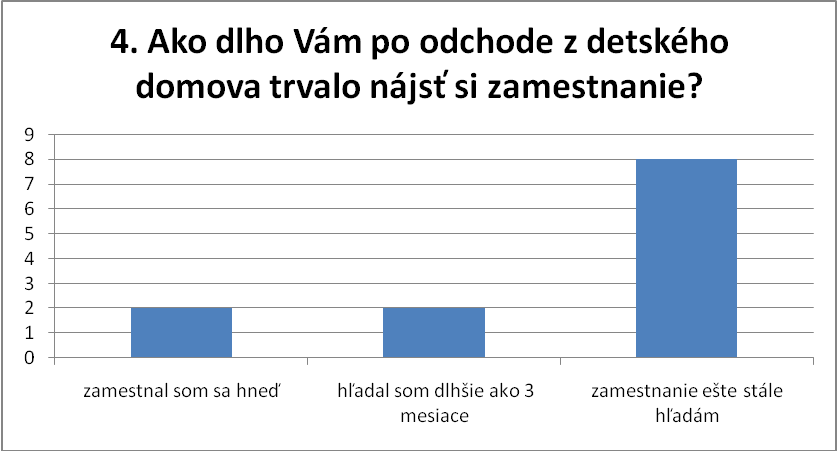 4. Ako dlho Vám po odchode z detského
domova trvalo nájsť si zamestnanie?
9
8
7
6
5
4
3
2
1
0
zamestnal som sa hneď
hľadal som dlhšie ako 3
mesiace
zamestnanie ešte stále
hľadám